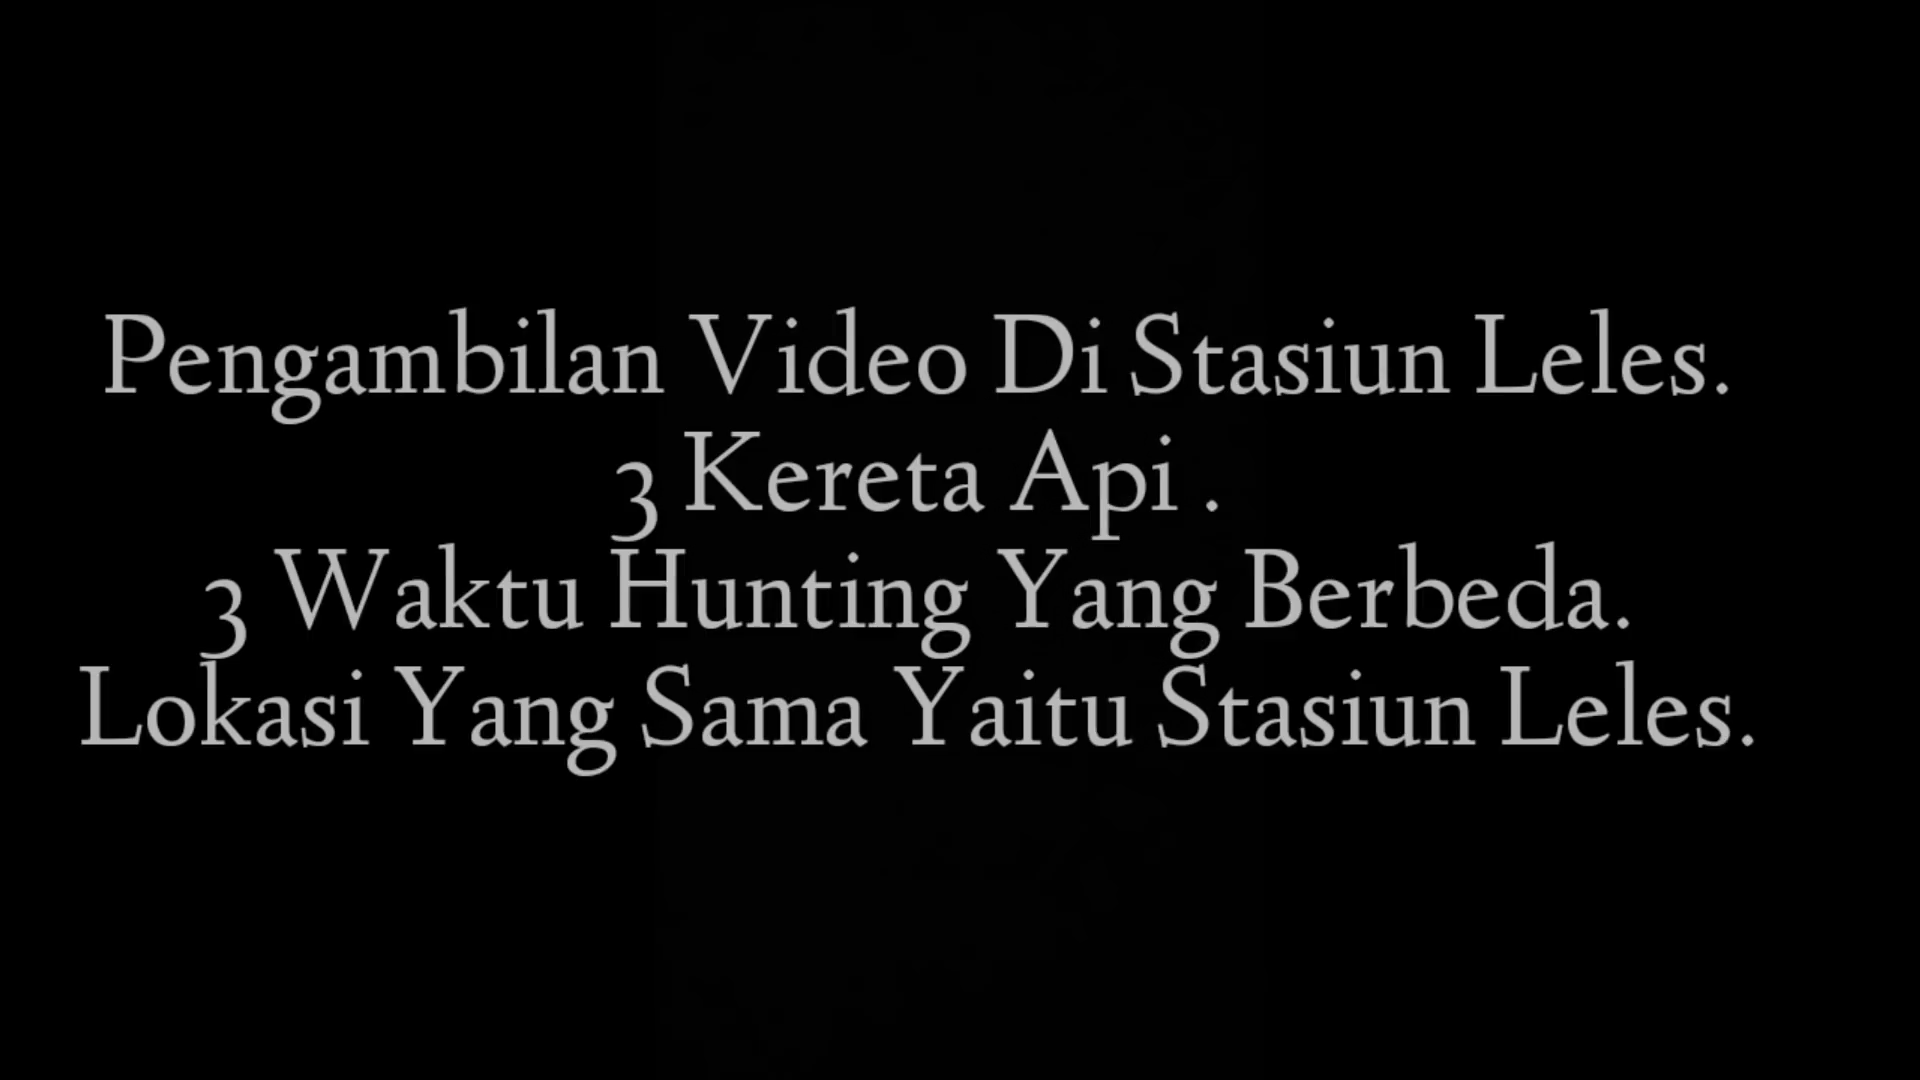 Pengambilan Video Di Stasiun Leles.
3 Kereta Api .
3 Waktu Hunting Yang Berbeda.
Lokasi Yang Sama Yaitu Stasiun Leles.